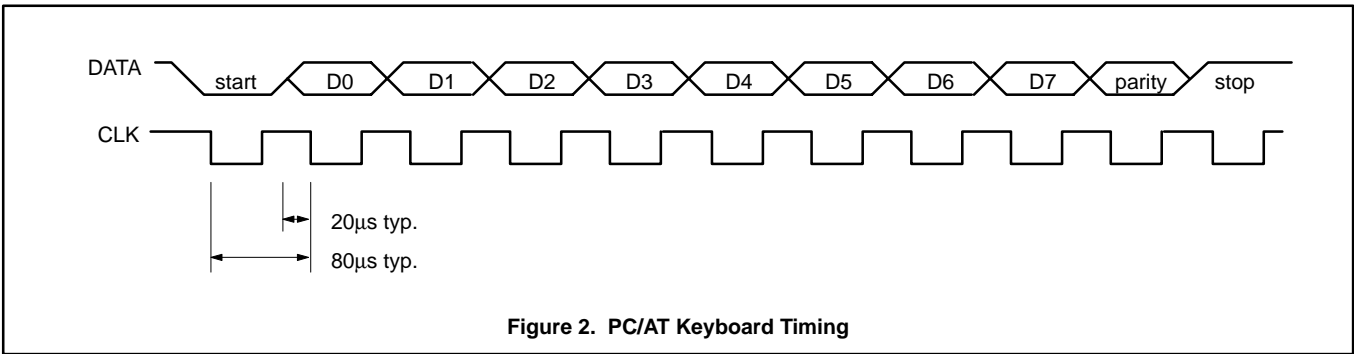 DATA start D0 D1 D2 D3 D4 D5 D6 D7 parity stop
CLK
20μs typ.
80μs typ.
Figure 2. PC/AT Keyboard Timing